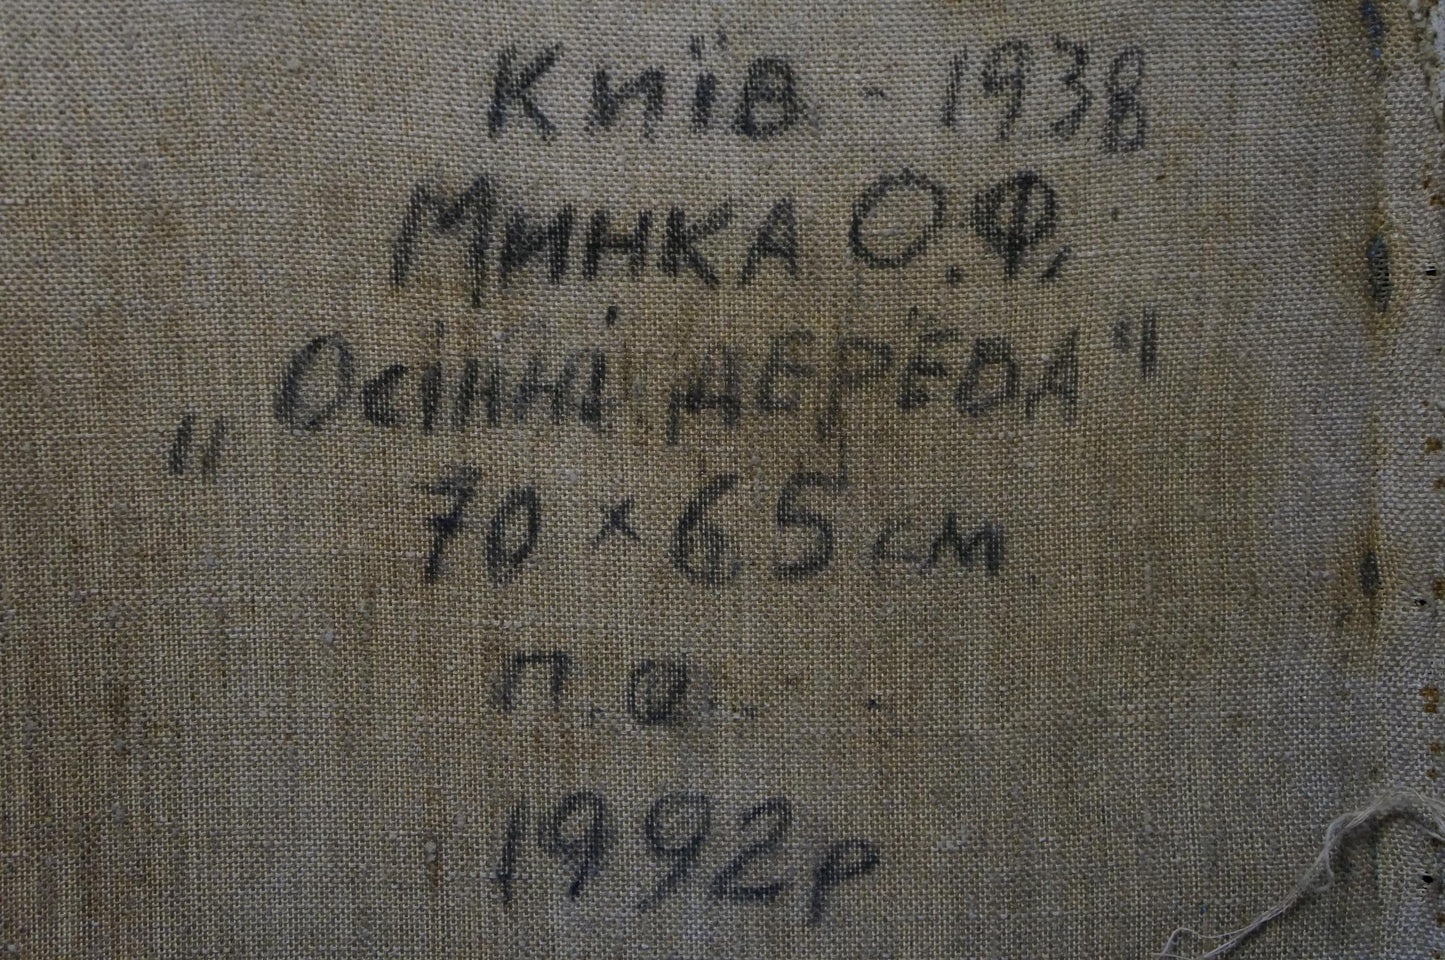 Київ - 1938
Минка О.Ф.
„Осінні дерева"
70 х 65 см
п.о.
1992р